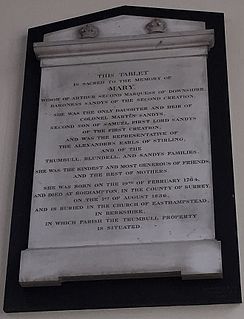 THIS TABLET
IS SACRED TO THE MEMORY OF
MARY,
WIDOW OF ARTHUR SECOND MARQUESS OF DOWNSHIRE,
BARONESS SANDYS OF THE SECOND CREATION.
SHE WAS THE ONLY DAUGHTER AND HEIR OF
COLONEL MARTIN SANDYS,
SECOND SON OF SAMUEL FIRST LORD SANDYS
OF THE FIRST CREATION,
AND WAS THE REPRESENTATIVE OF
THE ALEXANDERS EARLS OF STIRLING,
AND OF THE
TRUMBULL, BLUNDELL, AND SANDYS FAMILIES.
SHE WAS THE KINDEST AND MOST GENEROUS OF FRIENDS,
AND THE BEST OF MOTHERS.
SHE WAS BORN ON THE 19TH OF FEBRUARY 1764,
AND DIED AT ROEHAMPTON, IN THE COUNTY OF SURREY,
ON THE 1ST OF AUGUST 1836,
AND IS BURIED IN THE CHURCH OF EASTHAMPSTEAD,
IN BERKSHIRE,
IN WHICH PARISH THE TRUMBULL PROPERTY
IS SITUATED.